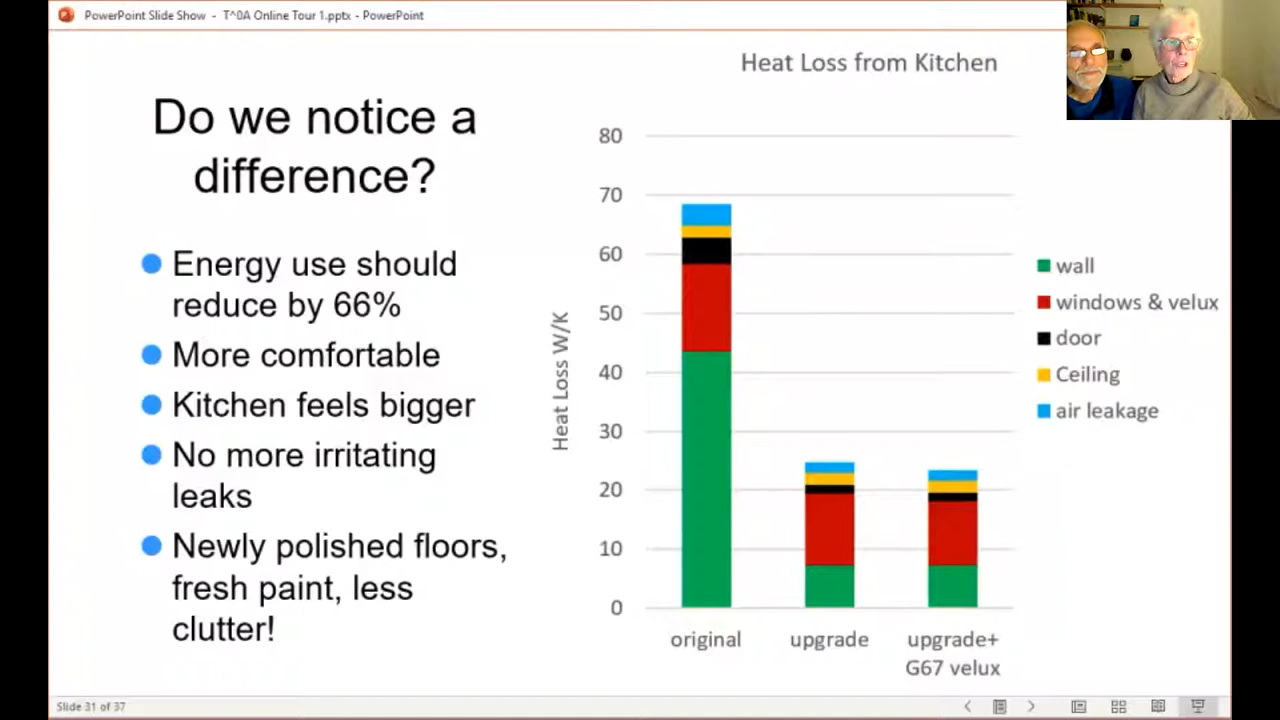 PowerPoint Slide Show - T^0A Online Tour 1.pptx - PowerPoint
Do we notice a
difference?
Energy use should
reduce by 66%
More comfortable
Kitchen feels bigger
No more irritating
leaks
Newly polished floors,
fresh paint, less
clutter!
Heat Loss from Kitchen
Heat Loss W/K
80
70
60
50
40
30
20
10
0
original
upgrade
upgrade+
G67 velux
wall
windows & velux
door
Ceiling
air leakage
Slide 31 of 37